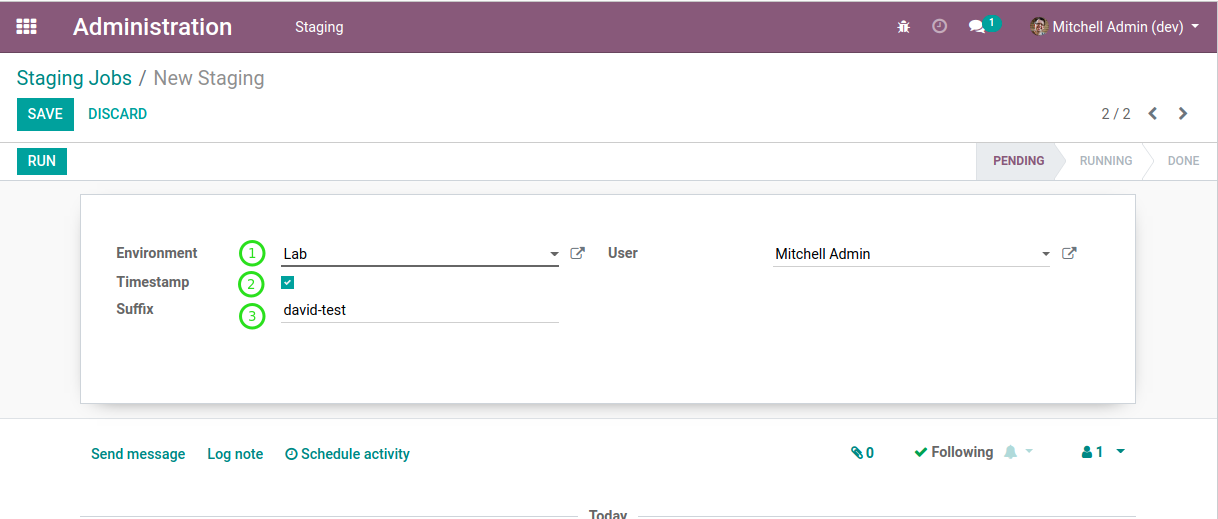 Administration Staging 1 Mitchell Admin (dev)
Staging Jobs / New Staging
SAVE DISCARD 2 / 2
RUN PENDING RUNNING DONE
Environment 1 Lab User Mitchell Admin
Timestamp 2
Suffix 3 david-test
Send message Log note Schedule activity 0 Following 1
Today